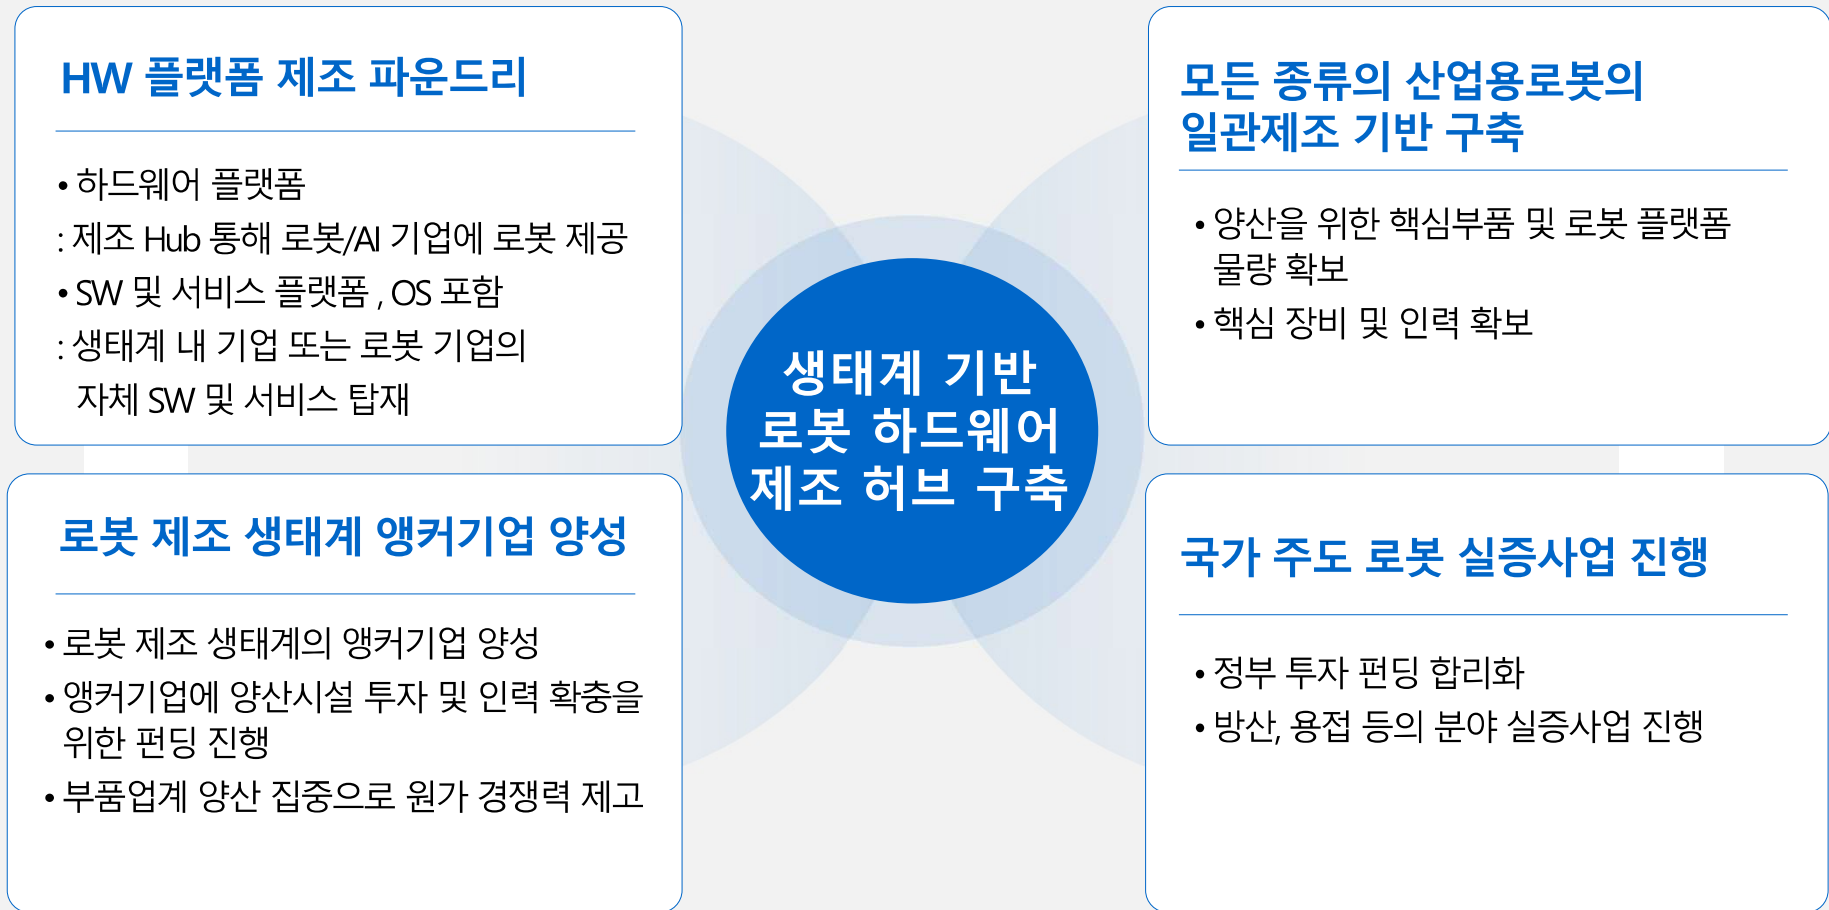 HW 플랫폼 제조 파운드리
• 하드웨어 플랫폼
: 제조 Hub 통해 로봇/AI 기업에 로봇 제공
• SW 및 서비스 플랫폼 , OS 포함
: 생태계 내 기업 또는 로봇 기업의
자체 SW 및 서비스 탑재
모든 종류의 산업용로봇의
일관제조 기반 구축
• 양산을 위한 핵심부품 및 로봇 플랫폼
물량 확보
• 핵심 장비 및 인력 확보
생태계 기반
로봇 하드웨어
제조 허브 구축
로봇 제조 생태계 앵커기업 양성
• 로봇 제조 생태계의 앵커기업 양성
• 앵커기업에 양산시설 투자 및 인력 확충을
위한 펀딩 진행
• 부품업계 양산 집중으로 원가 경쟁력 제고
국가 주도 로봇 실증사업 진행
• 정부 투자 펀딩 합리화
• 방산, 용접 등의 분야 실증사업 진행